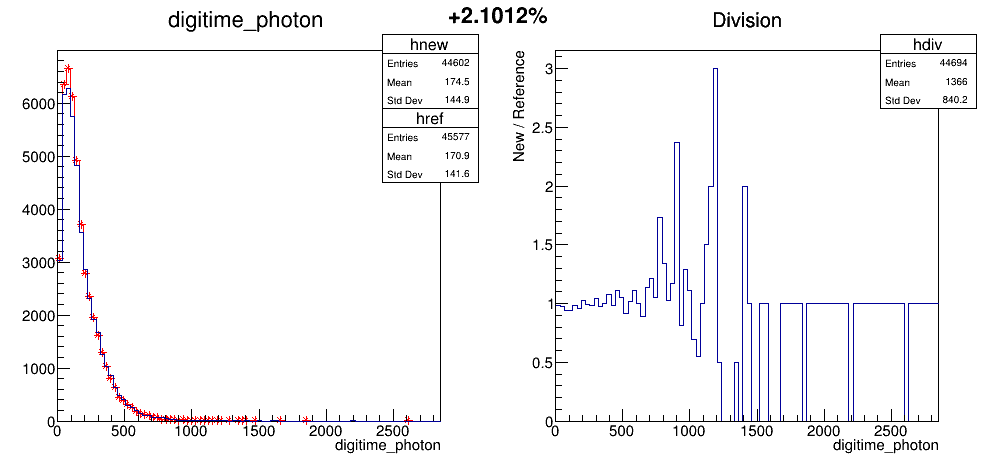 +2.1012%
digitime_photon
hnew
Entries 44602
Mean 174.5
Std Dev 144.9
href
Entries 45577
Mean 170.9
Std Dev 141.6
6000
5000
4000
3000
2000
1000
0
0 500 1000 1500 2000 2500
digitime_photon
Division
hdiv
Entries 44694
Mean 1366
Std Dev 840.2
New / Reference
3
2.5
2
1.5
1
0.5
0
0 500 1000 1500 2000 2500
digitime_photon